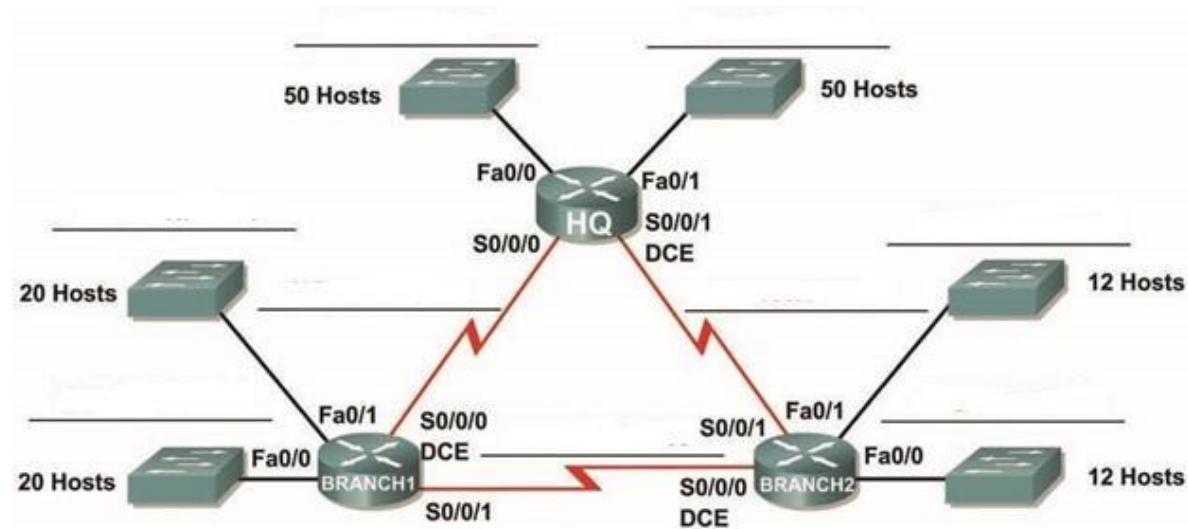 50 Hosts
50 Hosts
Fa0/0
Fa0/1
HQ
S0/0/0
S0/0/1
DCE
20 Hosts
12 Hosts
Fa0/1
S0/0/0
DCE
Fa0/0
BRANCH1
20 Hosts
S0/0/1
Fa0/1
S0/0/1
Fa0/0
BRANCH2
S0/0/0
DCE
12 Hosts